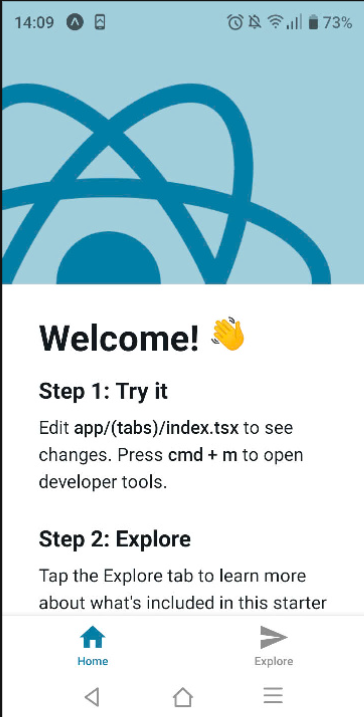 14:09 73%
Welcome! 👋
Step 1: Try it
Edit app/(tabs)/index.tsx to see
changes. Press cmd + m to open
developer tools.
Step 2: Explore
Tap the Explore tab to learn more
about what's included in this starter
Home Explore